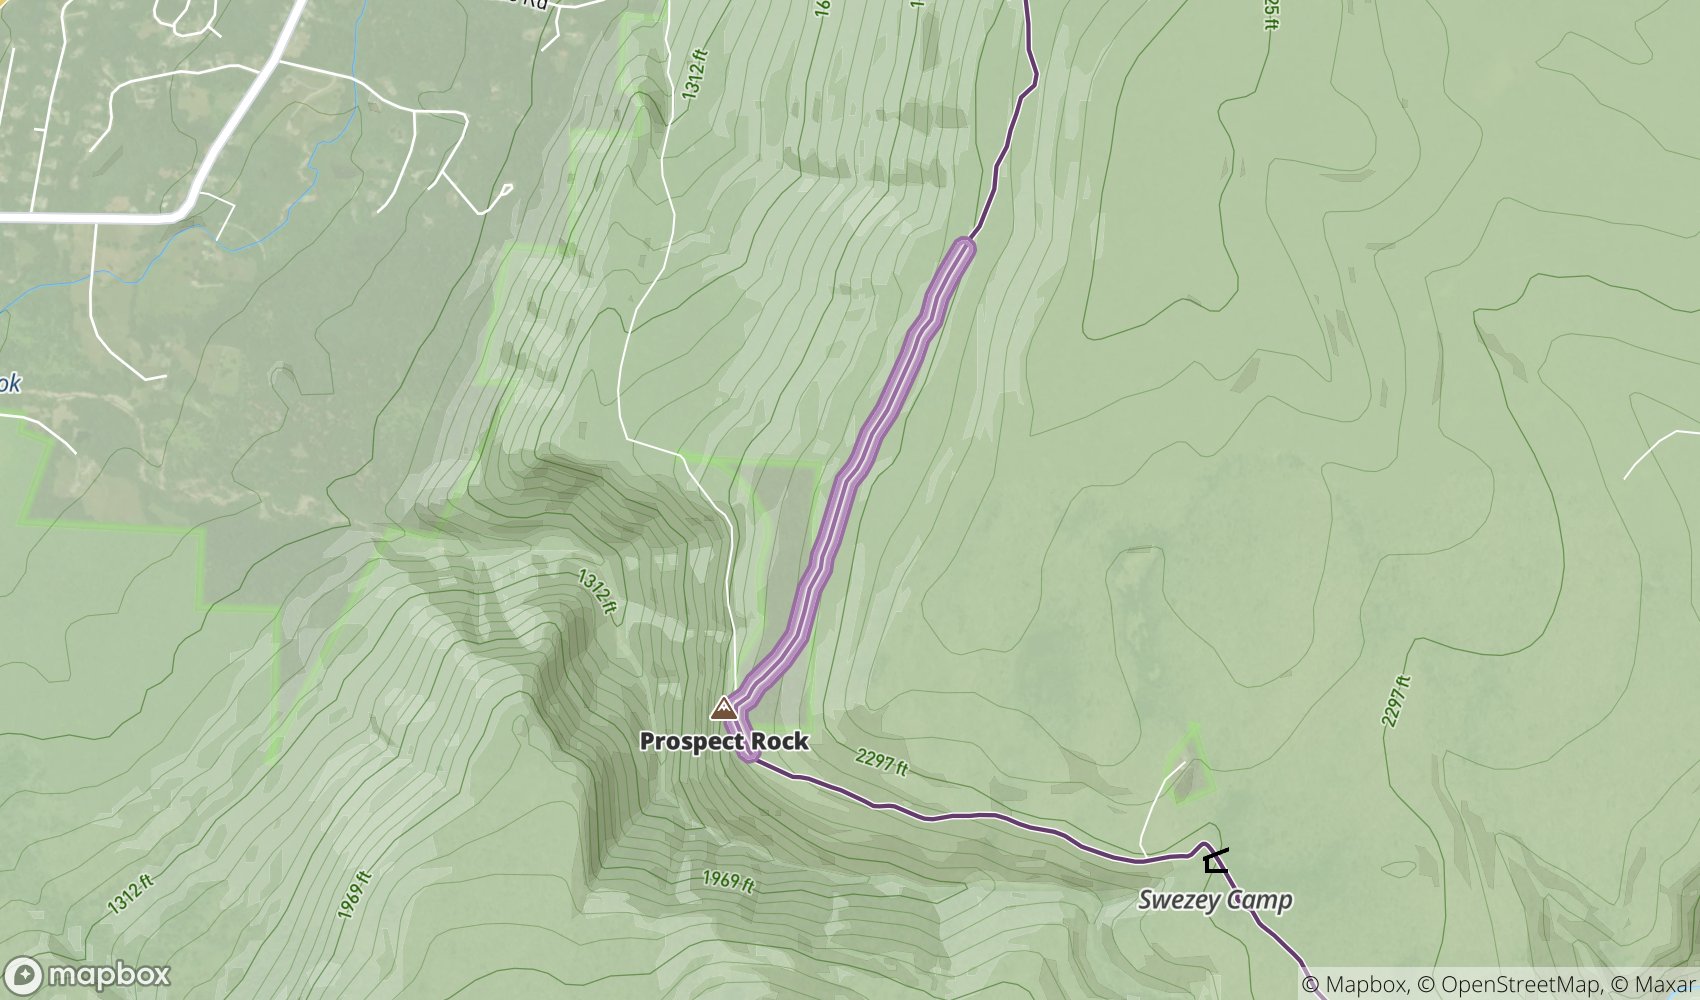 Rd
1312 ft
ok
1312 ft
Prospect Rock
2297 ft
2297 ft
1969 ft
1312 ft
1969 ft
Swezey Camp
mapbox
© Mapbox, © OpenStreetMap, © Maxar